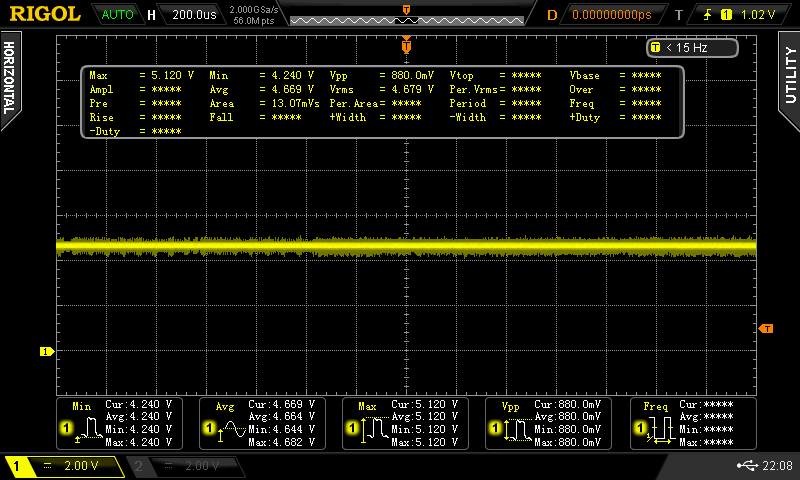 RIGOL AUTO H 200.0us 2.000GSa/s D 0.00000000ps T 1 1.02 V
56.0M pts
T
T < 15 Hz
HORIZONTAL
UTILITY
Max = 5.120 V Min = 4.240 V Vpp = 880.0mV Vtop = ***** Vbase = *****
Ampl = ***** Avg = 4.669 V Vrms = 4.679 V Per.Vrms= ***** Over = *****
Pre = ***** Area = 13.07mVs Per.Area= ***** Period = ***** Freq = *****
Rise = ***** Fall = ***** +Width = ***** -Width = ***** +Duty = *****
-Duty = *****
T
1
Min Cur:4.240 V Avg Cur:4.669 V Max Cur:5.120 V Vpp Cur:880.0mV Freq Cur:*****
Avg:4.240 V Avg:4.664 V Avg:5.120 V Avg:880.0mV Avg:*****
1 Min:4.240 V 1 Min:4.644 V 1 Min:5.120 V 1 Min:880.0mV 1 Min:*****
Max:4.240 V Max:4.682 V Max:5.120 V Max:880.0mV Max:*****
1 2.00 V 2 2.00 V 22:08